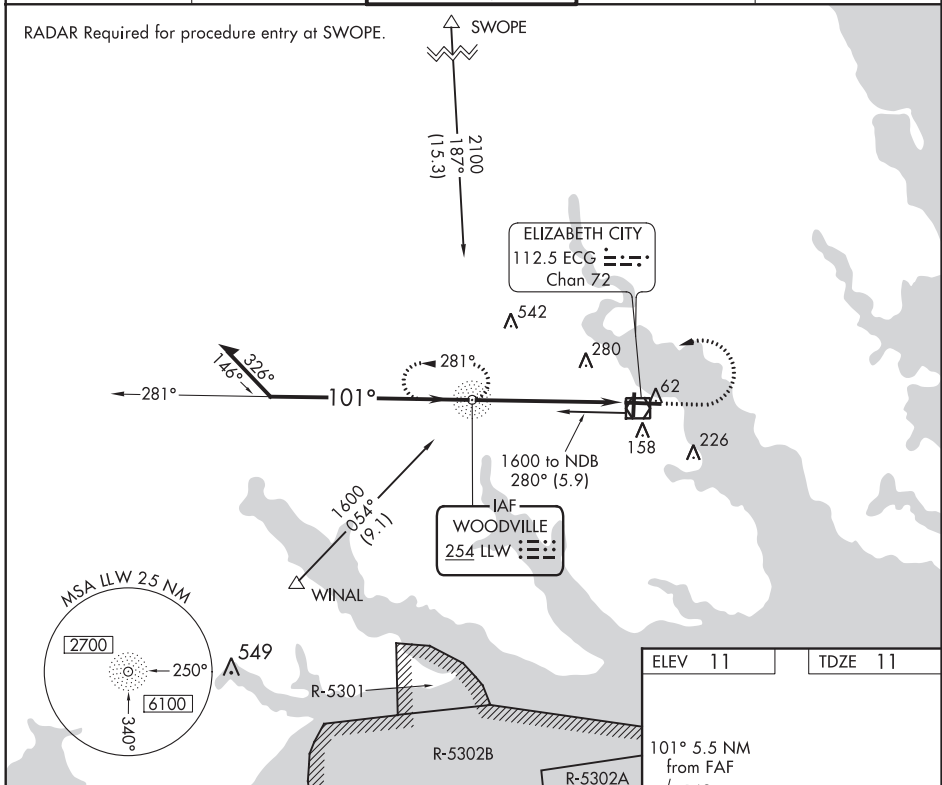 RADAR Required for procedure entry at SWOPE.
SWOPE
2100
187°
(15.3)
ELIZABETH CITY
112.5 ECG
Chan 72
542
280
281°
326°
146°
281°
101°
62
158
226
1600 to NDB
280° (5.9)
1600
054°
(9.1)
IAF
WOODVILLE
254 LLW
WINAL
MSA LLW 25 NM
2700
250°
6100
340°
549
R-5301
R-5302B
R-5302A
ELEV 11
TDZE 11
101° 5.5 NM
from FAF